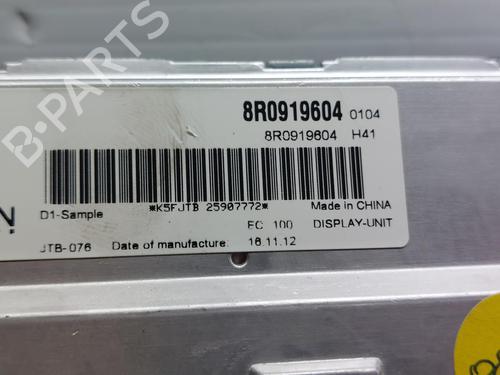 B-PARTS
8R0919604 0104
8R0919604 H41
*K5FJTB 25907772*
D1-Sample
Made in CHINA
EC 100 DISPLAY-UNIT
JTB-076 Date of manufacture: 16.11.12